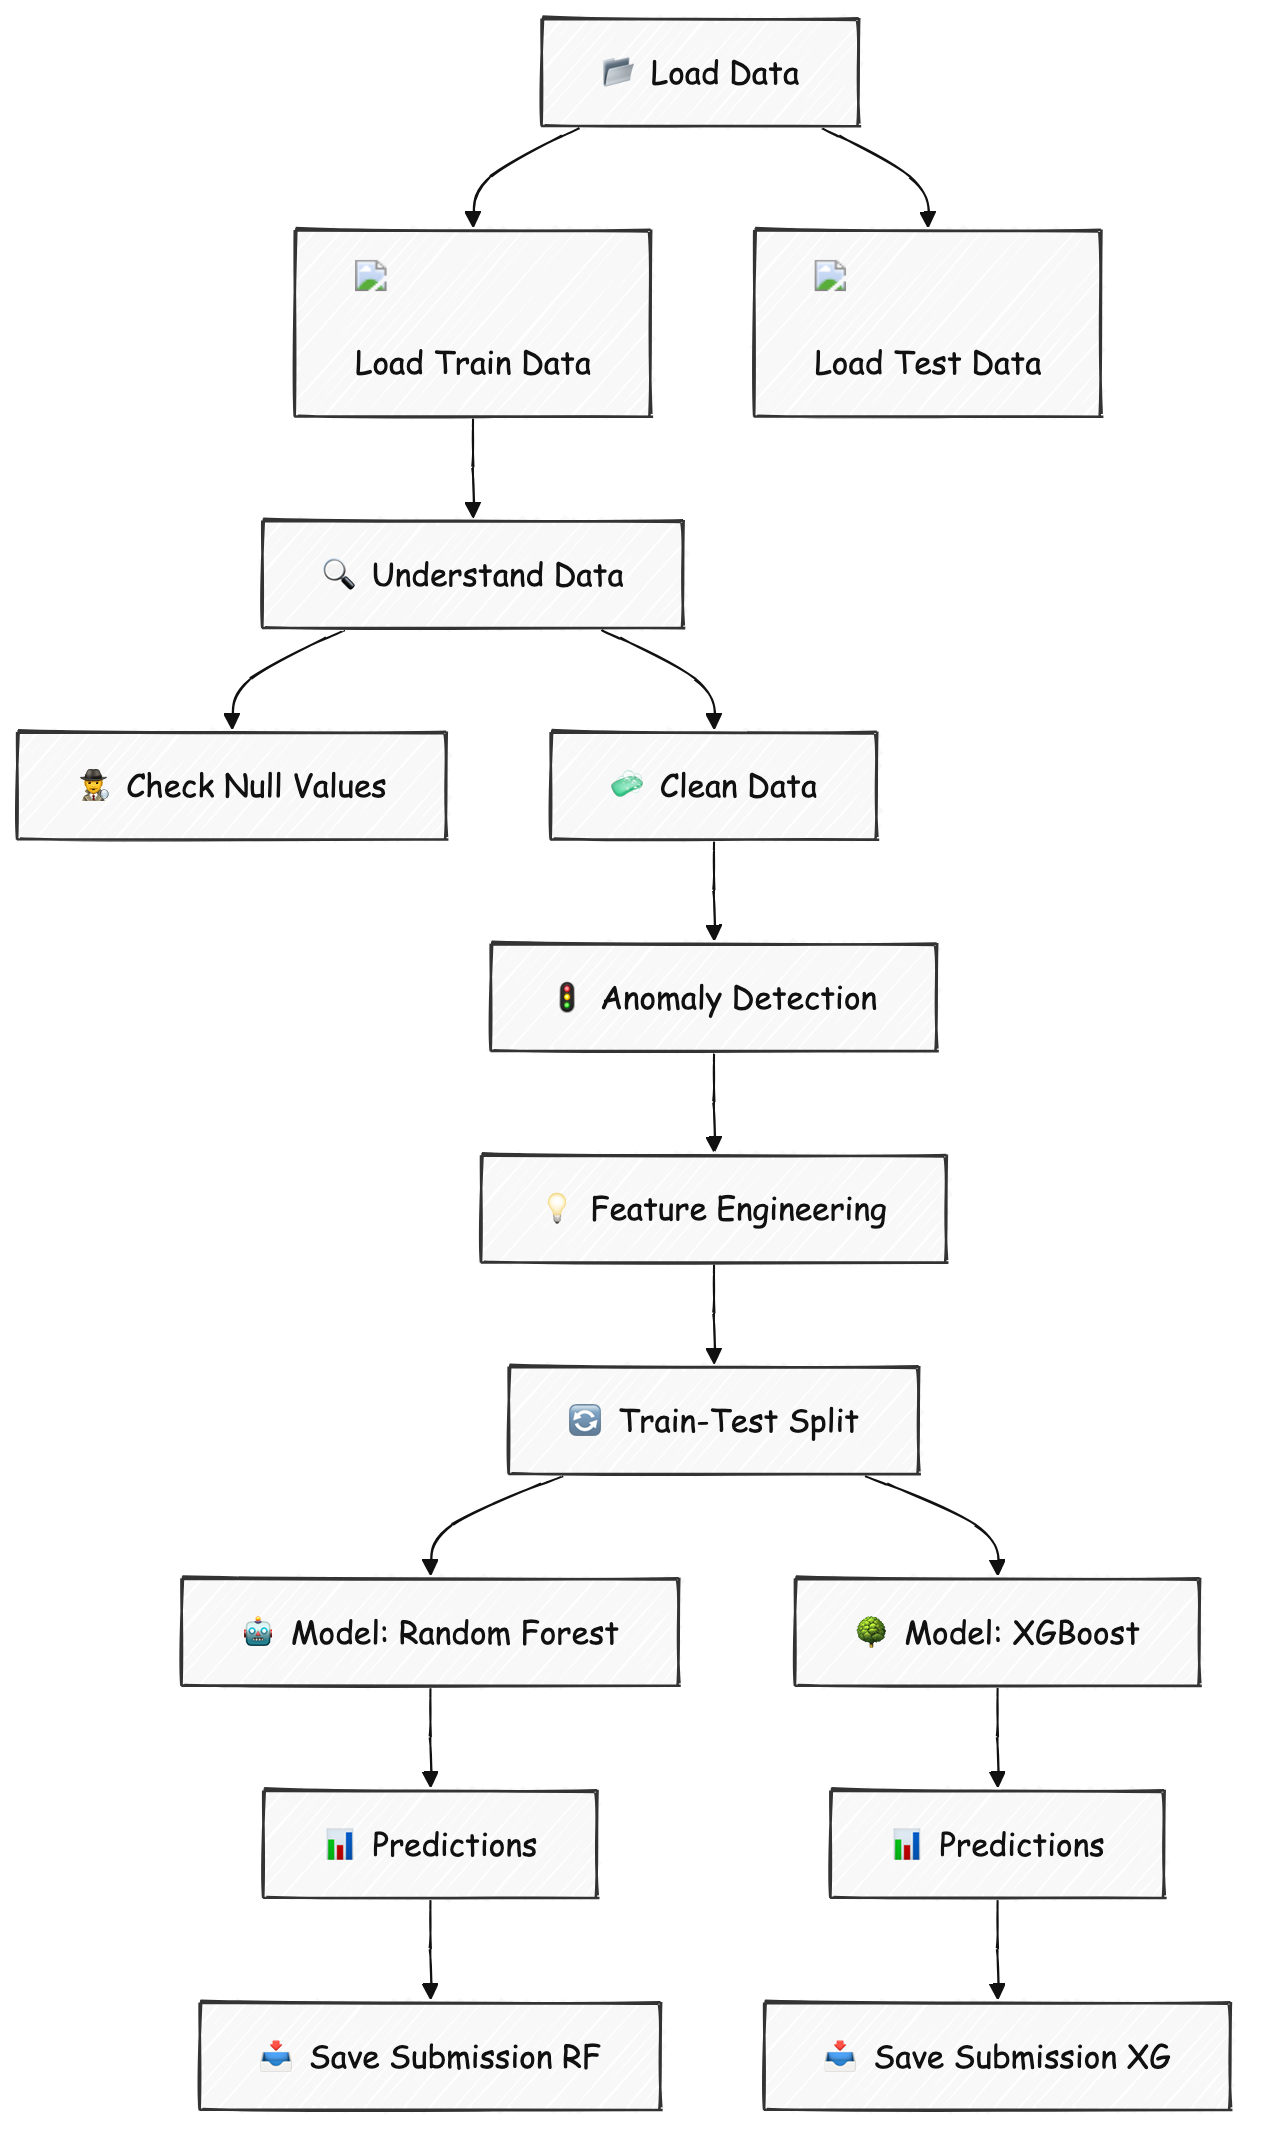 Load Data
Load Train Data
Load Test Data
Understand Data
Check Null Values
Clean Data
Anomaly Detection
Feature Engineering
Train-Test Split
Model: Random Forest
Model: XGBoost
Predictions
Predictions
Save Submission RF
Save Submission XG